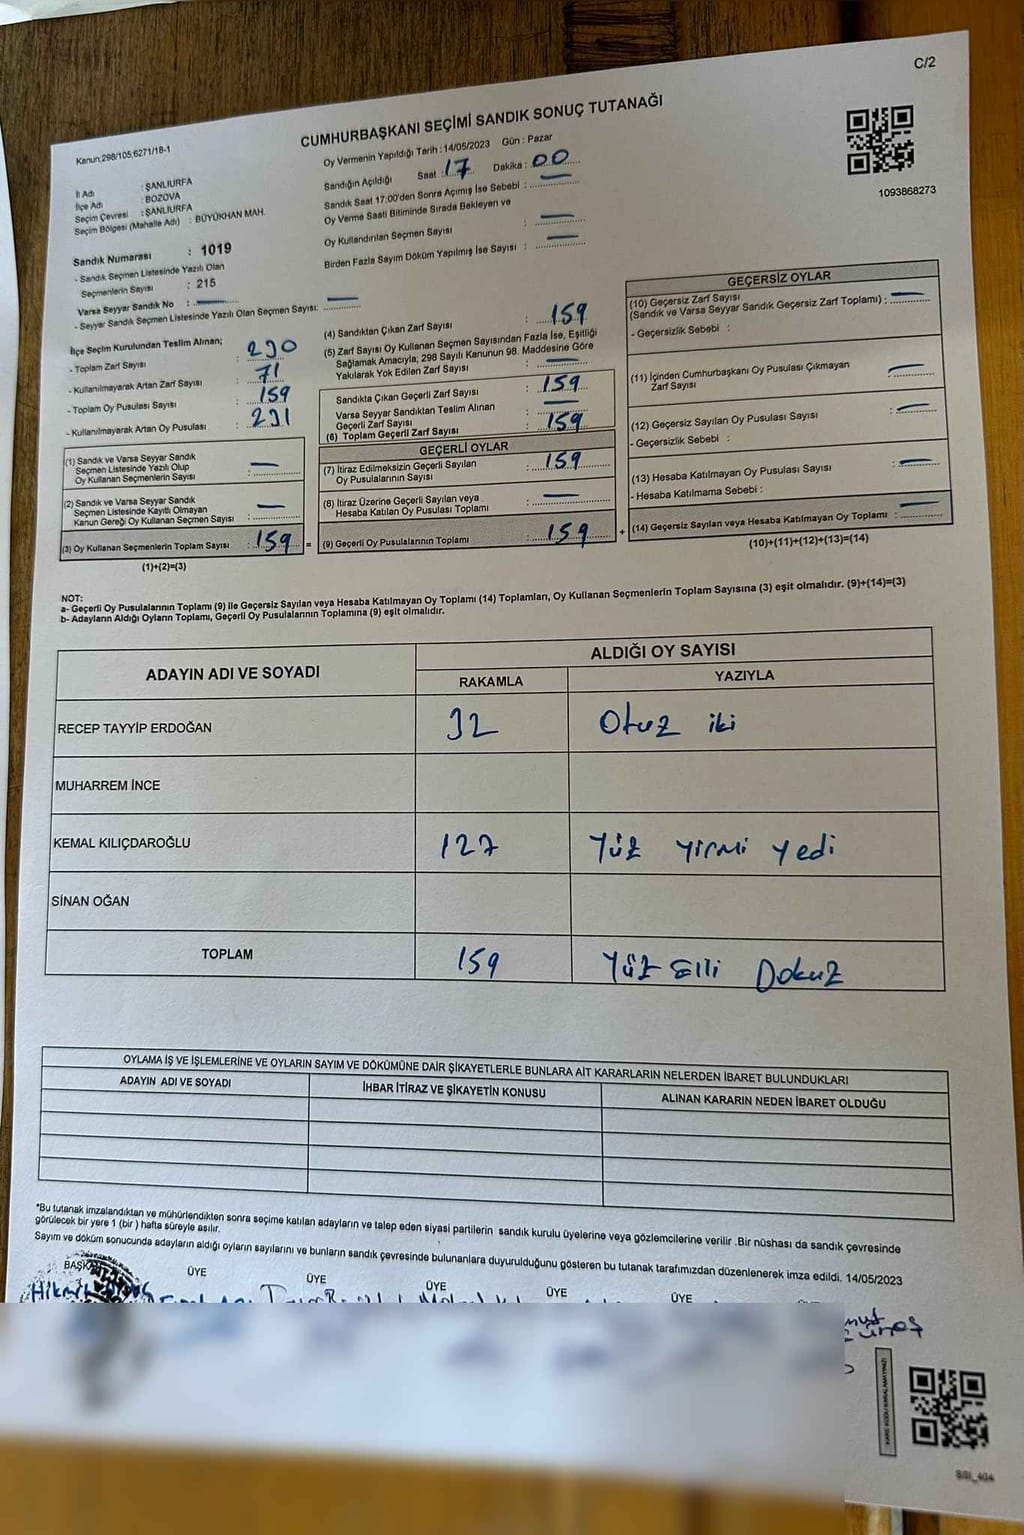 C/2
Kanun,298/105,6271/18-1
CUMHURBAŞKANI SEÇİMİ SANDIK SONUÇ TUTANAĞI
1093868273
İl Adı : ŞANLIURFA
İlçe Adı : BOZOVA
Seçim Çevresi : ŞANLIURFA
Seçim Bölgesi (Mahalle Adı) : BÜYÜKHAN MAH.
Oy Vermenin Yapıldığı Tarih :14/05/2023 Gün : Pazar
Sandığın Açıldığı Saat : 17 Dakika : 00
Sandık Saat 17:00'den Sonra Açımış İse Sebebi : —
Oy Verme Saati Bitiminde Sırada Bekleyen ve
Oy Kullandırılan Seçmen Sayısı : —
Birden Fazla Sayım Döküm Yapılmış İse Sayısı : —
Sandık Numarası : 1019
- Sandık Seçmen Listesinde Yazılı Olan
Seçmenlerin Sayısı : 215
Varsa Seyyar Sandık No : —
- Seyyar Sandık Seçmen Listesinde Yazılı Olan Seçmen Sayısı: —
İlçe Seçim Kurulundan Teslim Alınan;
- Toplam Zarf Sayısı : 230
- Kullanılmayarak Artan Zarf Sayısı : 71
- Toplam Oy Pusulası Sayısı : 159
- Kullanılmayarak Artan Oy Pusulası : 231
(1) Sandık ve Varsa Seyyar Sandık
Seçmen Listesinde Yazılı Olup
Oy Kullanan Seçmenlerin Sayısı : —
(2) Sandık ve Varsa Seyyar Sandık
Seçmen Listesinde Kayıtlı Olmayan
Kanun Gereği Oy Kullanan Seçmen Sayısı : —
(3) Oy Kullanan Seçmenlerin Toplam Sayısı : 159 =
(1)+(2)=(3)
(4) Sandıktan Çıkan Zarf Sayısı : 159
(5) Zarf Sayısı Oy Kullanan Seçmen Sayısından Fazla İse, Eşitliği
Sağlamak Amacıyla; 298 Sayılı Kanunun 98. Maddesine Göre
Yakılarak Yok Edilen Zarf Sayısı : —
Sandıkta Çıkan Geçerli Zarf Sayısı : 159
Varsa Seyyar Sandıktan Teslim Alınan
Geçerli Zarf Sayısı : —
(6) Toplam Geçerli Zarf Sayısı : 159
GEÇERLİ OYLAR
(7) İtiraz Edilmeksizin Geçerli Sayılan
Oy Pusulalarının Sayısı : 159
(8) İtiraz Üzerine Geçerli Sayılan veya
Hesaba Katılan Oy Pusulası Toplamı : —
(9) Geçerli Oy Pusulalarının Toplamı : 159 +
GEÇERSİZ OYLAR
(10) Geçersiz Zarf Sayısı
(Sandık ve Varsa Seyyar Sandık Geçersiz Zarf Toplamı) : —
- Geçersizlik Sebebi :
(11) İçinden Cumhurbaşkanı Oy Pusulası Çıkmayan
Zarf Sayısı : —
(12) Geçersiz Sayılan Oy Pusulası Sayısı : —
- Geçersizlik Sebebi :
(13) Hesaba Katılmayan Oy Pusulası Sayısı : —
- Hesaba Katılmama Sebebi :
(14) Geçersiz Sayılan veya Hesaba Katılmayan Oy Toplamı : —
(10)+(11)+(12)+(13)=(14)
NOT:
a- Geçerli Oy Pusulalarının Toplamı (9) ile Geçersiz Sayılan veya Hesaba Katılmayan Oy Toplamı (14) Toplamları, Oy Kullanan Seçmenlerin Toplam Sayısına (3) eşit olmalıdır. (9)+(14)=(3)
b- Adayların Aldığı Oyların Toplamı, Geçerli Oy Pusulalarının Toplamına (9) eşit olmalıdır.
ADAYIN ADI VE SOYADI
ALDIĞI OY SAYISI
RAKAMLA YAZIYLA
RECEP TAYYİP ERDOĞAN 32 Otuz iki
MUHARREM İNCE
KEMAL KILIÇDAROĞLU 127 Yüz Yirmi Yedi
SİNAN OĞAN
TOPLAM 159 Yüz Elli Dokuz
OYLAMA İŞ VE İŞLEMLERİNE VE OYLARIN SAYIM VE DÖKÜMÜNE DAİR ŞİKAYETLERLE BUNLARA AİT KARARLARIN NELERDEN İBARET BULUNDUKLARI
ADAYIN ADI VE SOYADI İHBAR İTİRAZ VE ŞİKAYETİN KONUSU ALINAN KARARIN NEDEN İBARET OLDUĞU
*Bu tutanak imzalandıktan ve mühürlendikten sonra seçime katılan adayların ve talep eden siyasi partilerin sandık kurulu üyelerine veya gözlemcilerine verilir .Bir nüshası da sandık çevresinde
görülecek bir yere 1 (bir ) hafta süreyle asılır.
Sayım ve döküm sonucunda adayların aldığı oyların sayılarını ve bunların sandık çevresinde bulunanlara duyurulduğunu gösteren bu tutanak tarafımızdan düzenlenerek imza edildi. 14/05/2023
ÜYE ÜYE ÜYE ÜYE ÜYE
KARE KODU KARALAMAYINIZ!